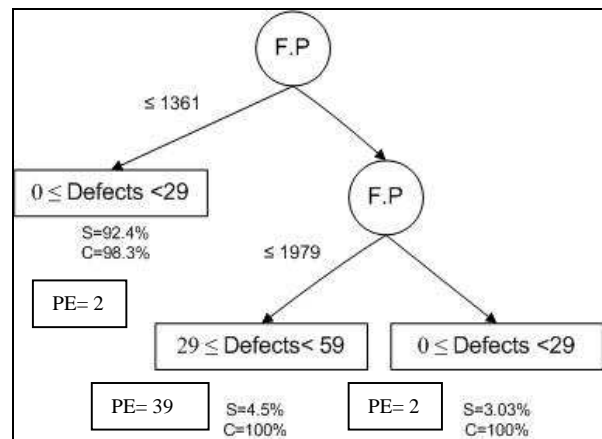 F.P
≤ 1361
0 ≤ Defects <29
F.P
S=92.4%
C=98.3%
≤ 1979
PE= 2
29 ≤ Defects< 59
0 ≤ Defects <29
PE= 39
S=4.5%
C=100%
PE= 2
S=3.03%
C=100%